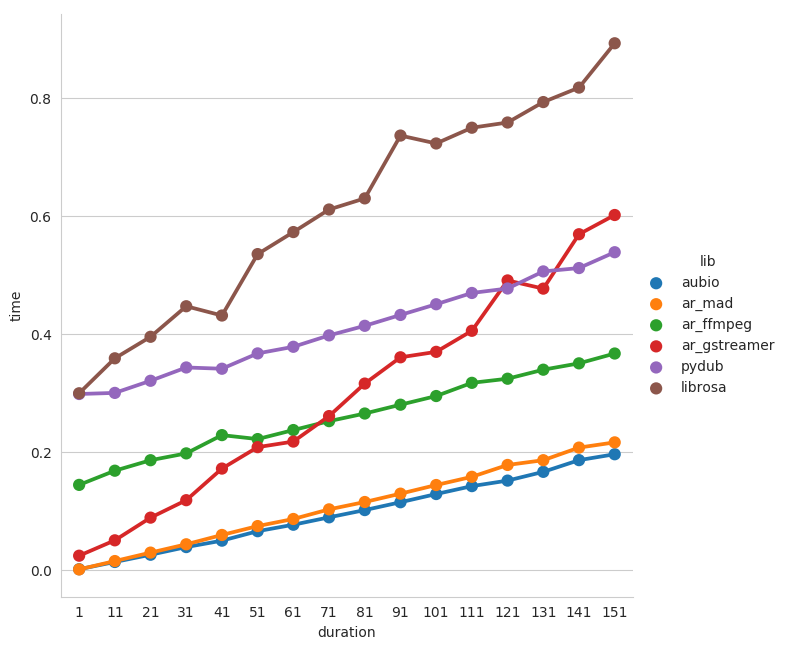 0.8
0.6
0.4
0.2
0.0
time
1 11 21 31 41 51 61 71 81 91 101 111 121 131 141 151
duration
lib
aubio
ar_mad
ar_ffmpeg
ar_gstreamer
pydub
librosa